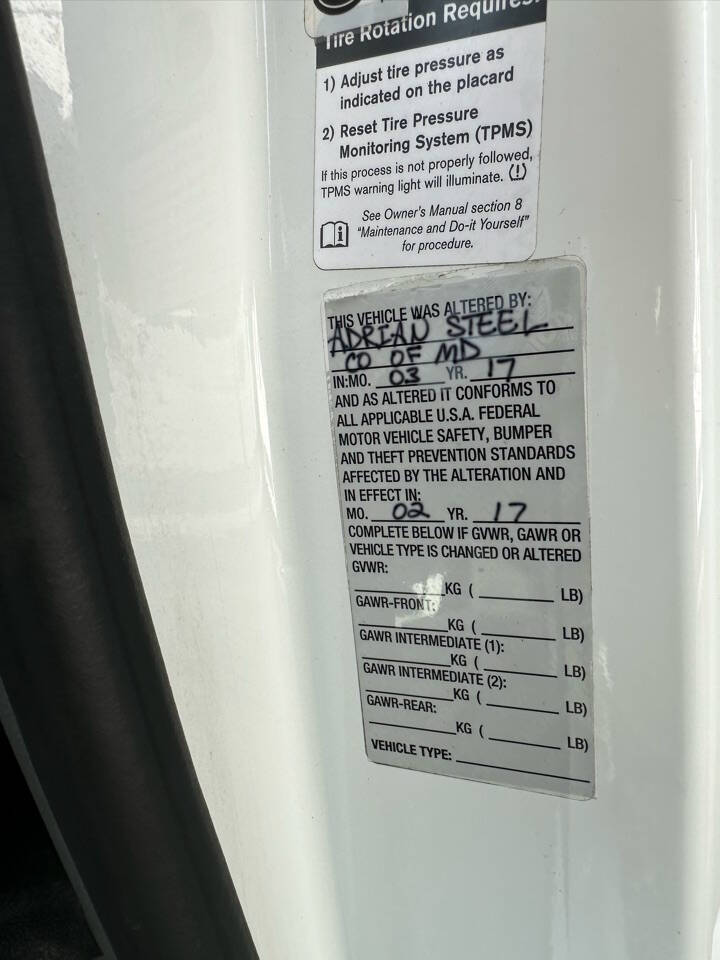 Tire Rotation Requires:
1) Adjust tire pressure as
indicated on the placard
2) Reset Tire Pressure
Monitoring System (TPMS)
If this process is not properly followed,
TPMS warning light will illuminate. (!)
See Owner's Manual section 8
"Maintenance and Do-it Yourself"
for procedure.
THIS VEHICLE WAS ALTERED BY:
ADRIAN STEEL
CO OF MD
IN:MO. 03 YR. 17
AND AS ALTERED IT CONFORMS TO
ALL APPLICABLE U.S.A. FEDERAL
MOTOR VEHICLE SAFETY, BUMPER
AND THEFT PREVENTION STANDARDS
AFFECTED BY THE ALTERATION AND
IN EFFECT IN:
MO. 02 YR. 17
COMPLETE BELOW IF GVWR, GAWR OR
VEHICLE TYPE IS CHANGED OR ALTERED
GVWR:
KG ( LB)
GAWR-FRONT:
KG ( LB)
GAWR INTERMEDIATE (1):
KG ( LB)
GAWR INTERMEDIATE (2):
KG ( LB)
GAWR-REAR:
KG ( LB)
VEHICLE TYPE: